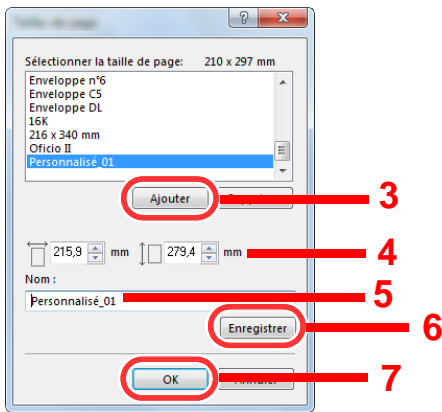 Sélectionner la taille de page: 210 x 297 mm
Enveloppe n°6
Enveloppe C5
Enveloppe DL
16K
216 x 340 mm
Oficio II
Personnalisé_01
Ajouter 3
215,9 mm 279,4 mm 4
Nom :
Personnalisé_01 5
Enregistrer 6
OK 7